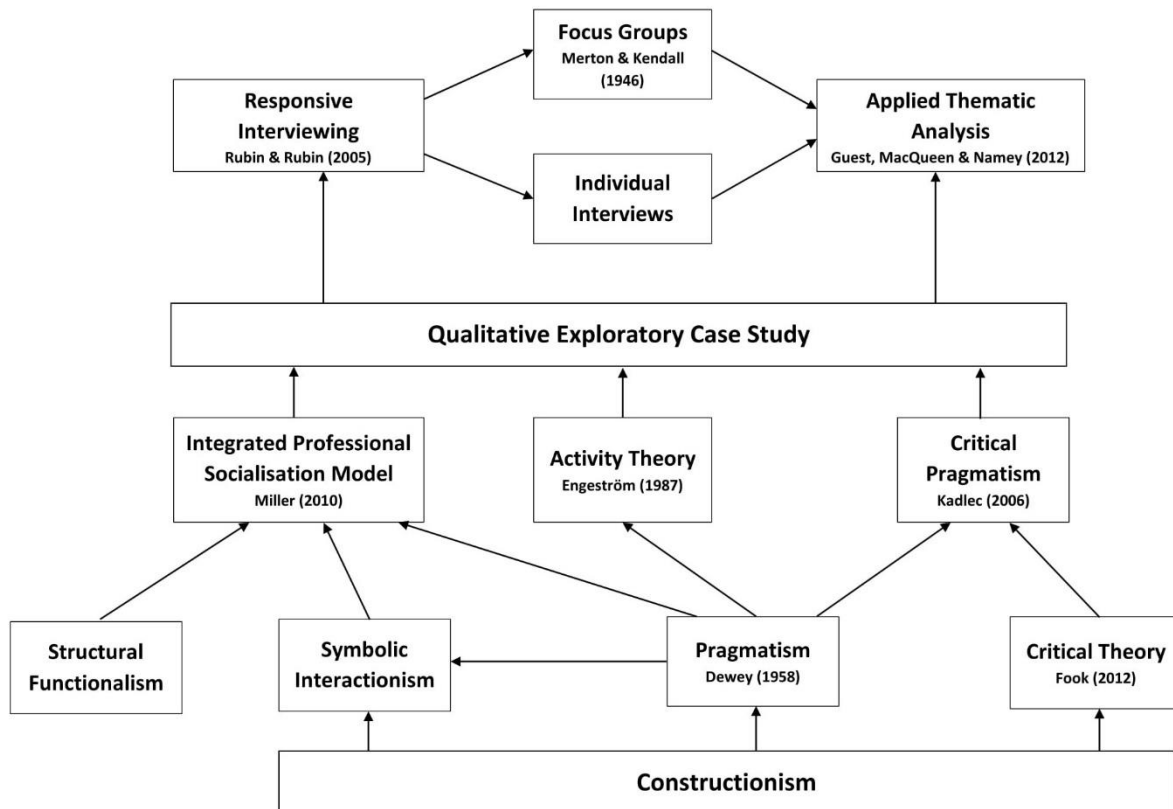 Focus Groups
Merton & Kendall
(1946)
Responsive
Interviewing
Rubin & Rubin (2005)
Applied Thematic
Analysis
Guest, MacQueen & Namey (2012)
Individual
Interviews
Qualitative Exploratory Case Study
Integrated Professional
Socialisation Model
Miller (2010)
Activity Theory
Engeström (1987)
Critical
Pragmatism
Kadlec (2006)
Structural
Functionalism
Symbolic
Interactionism
Pragmatism
Dewey (1958)
Critical Theory
Fook (2012)
Constructionism